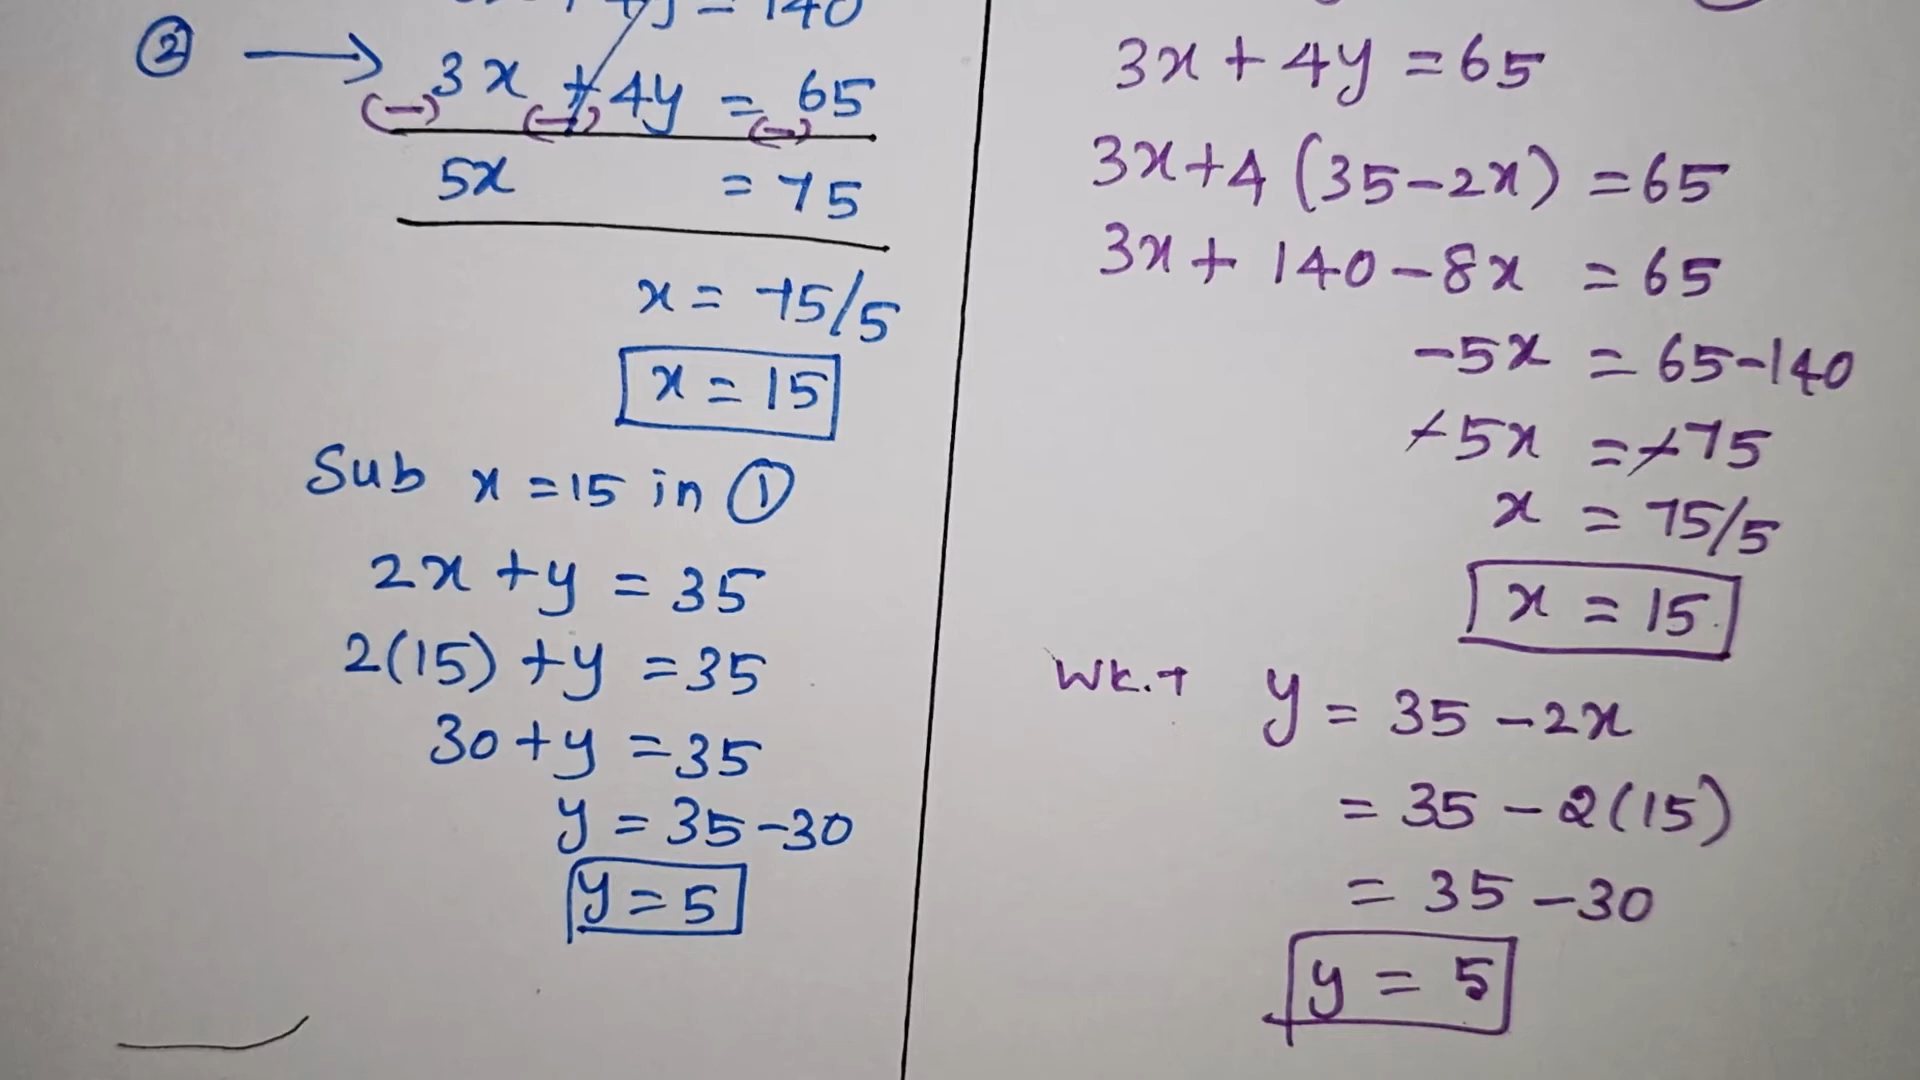 ② → 3x + 4y = 65
(-) (-) (-)
5x = 75
x = 75/5
x = 15
Sub x = 15 in ①
2x + y = 35
2(15) + y = 35
30 + y = 35
y = 35 - 30
y = 5
3x + 4y = 65
3x + 4 (35 - 2x) = 65
3x + 140 - 8x = 65
-5x = 65 - 140
-5x = -75
x = 75/5
x = 15
Wk.t y = 35 - 2x
= 35 - 2(15)
= 35 - 30
y = 5